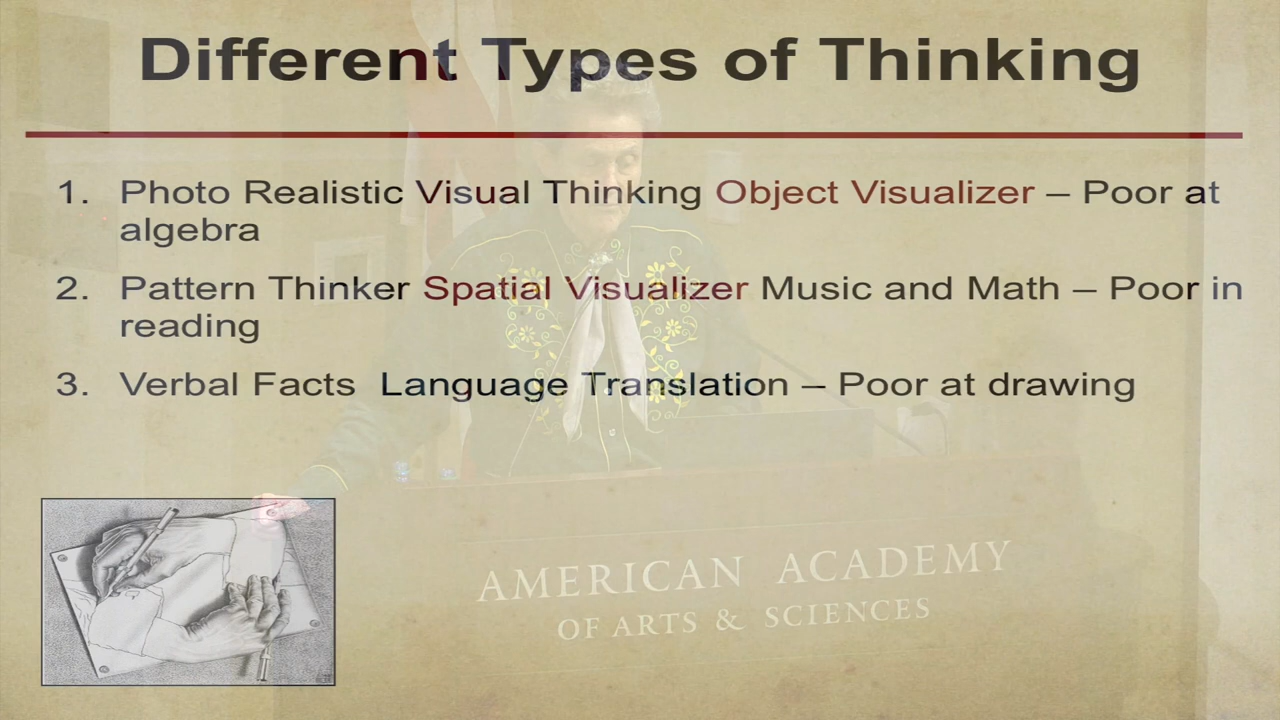 Different Types of Thinking
1. Photo Realistic Visual Thinking Object Visualizer – Poor at
algebra
2. Pattern Thinker Spatial Visualizer Music and Math – Poor in
reading
3. Verbal Facts Language Translation – Poor at drawing
AMERICAN ACADEMY
OF ARTS & SCIENCES